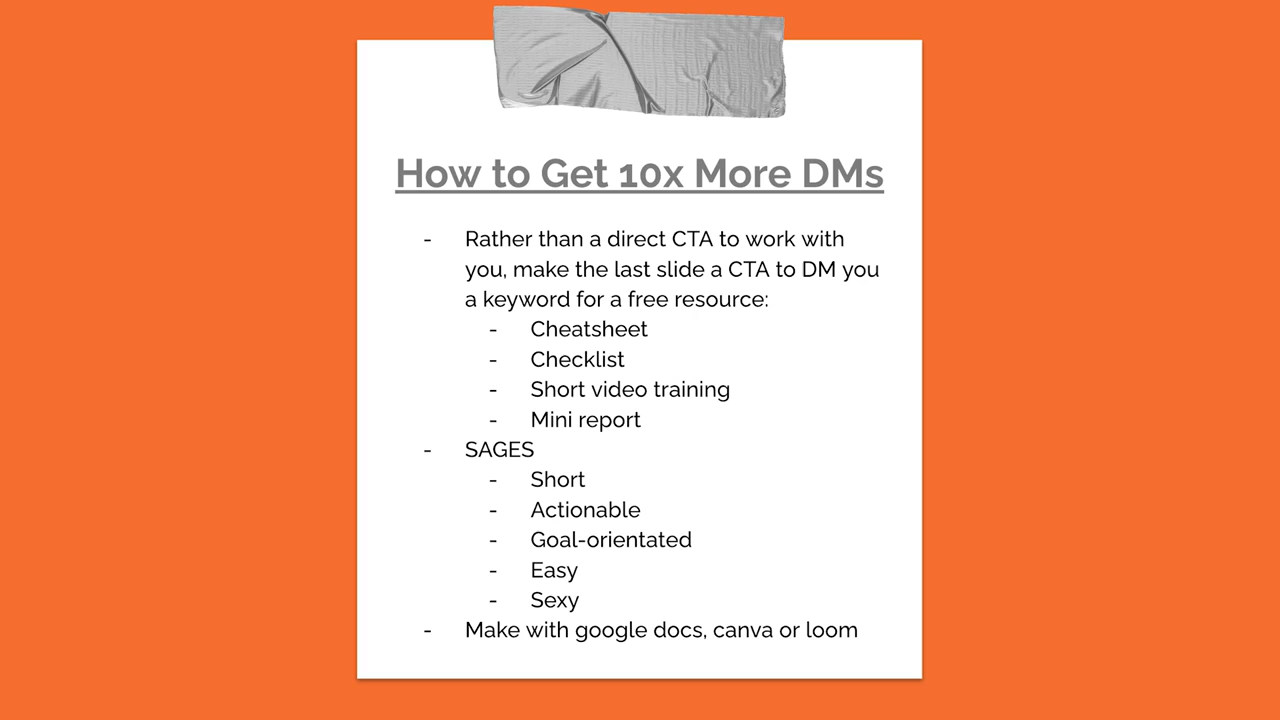 How to Get 10x More DMs
- Rather than a direct CTA to work with
you, make the last slide a CTA to DM you
a keyword for a free resource:
- Cheatsheet
- Checklist
- Short video training
- Mini report
- SAGES
- Short
- Actionable
- Goal-orientated
- Easy
- Sexy
- Make with google docs, canva or loom